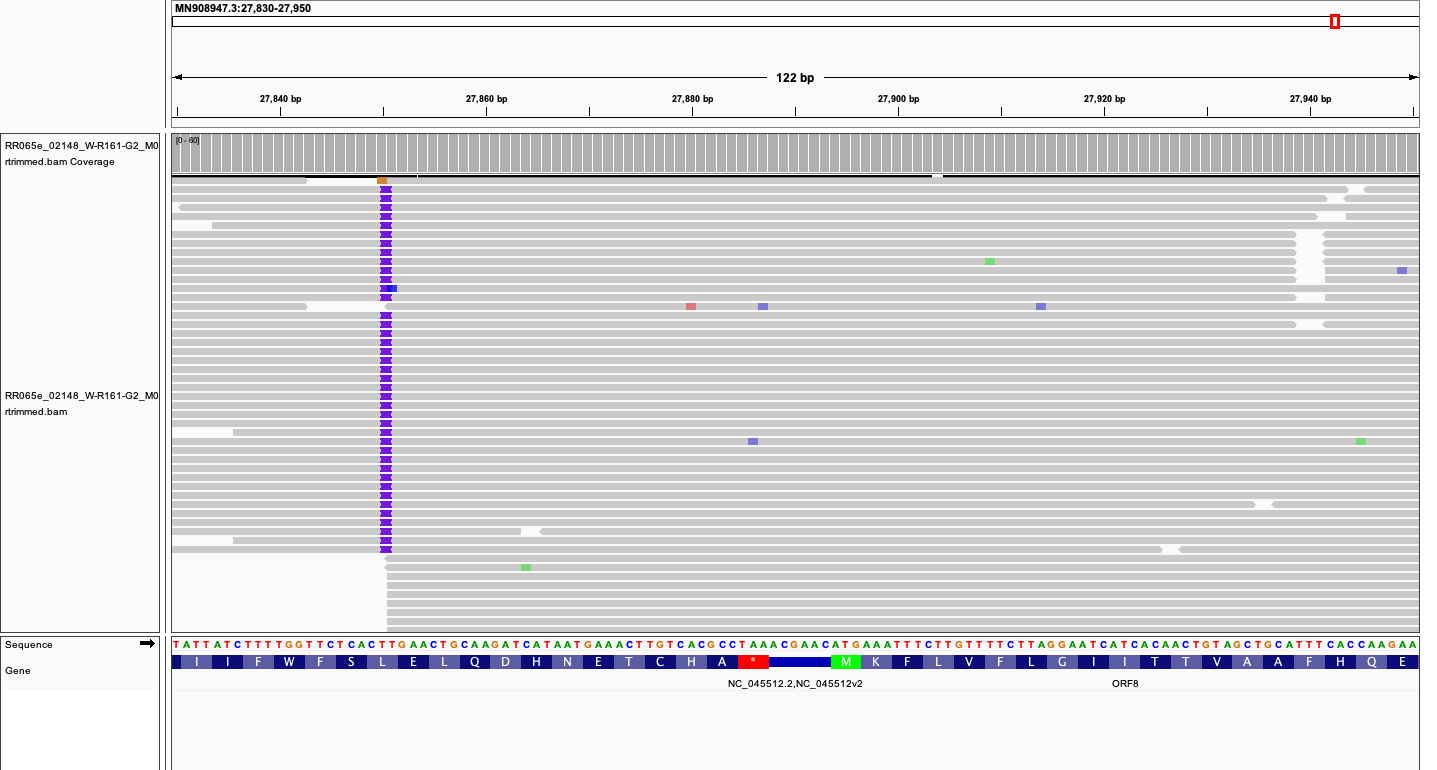 MN908947.3:27,830-27,950
122 bp
27,840 bp 27,860 bp 27,880 bp 27,900 bp 27,920 bp 27,940 bp
RR065e_02148_W-R161-G2_M0
rtrimmed.bam Coverage
[0 - 60]
RR065e_02148_W-R161-G2_M0
rtrimmed.bam
Sequence
TATTATCTTTTGGTTCTCACTTGAACTGCAAGATCATAATGAAACTTGTCACGCCTAAACGAACATGAAATTTCTTGTTTTCTTAGGAATCATCACAACTGTAGCTGCATTTCACCAAGAA
Gene
I I F W F S L E L Q D H N E T C H A * M K F L V F L G I I T T V A A F H Q E
NC_045512.2,NC_045512v2 ORF8